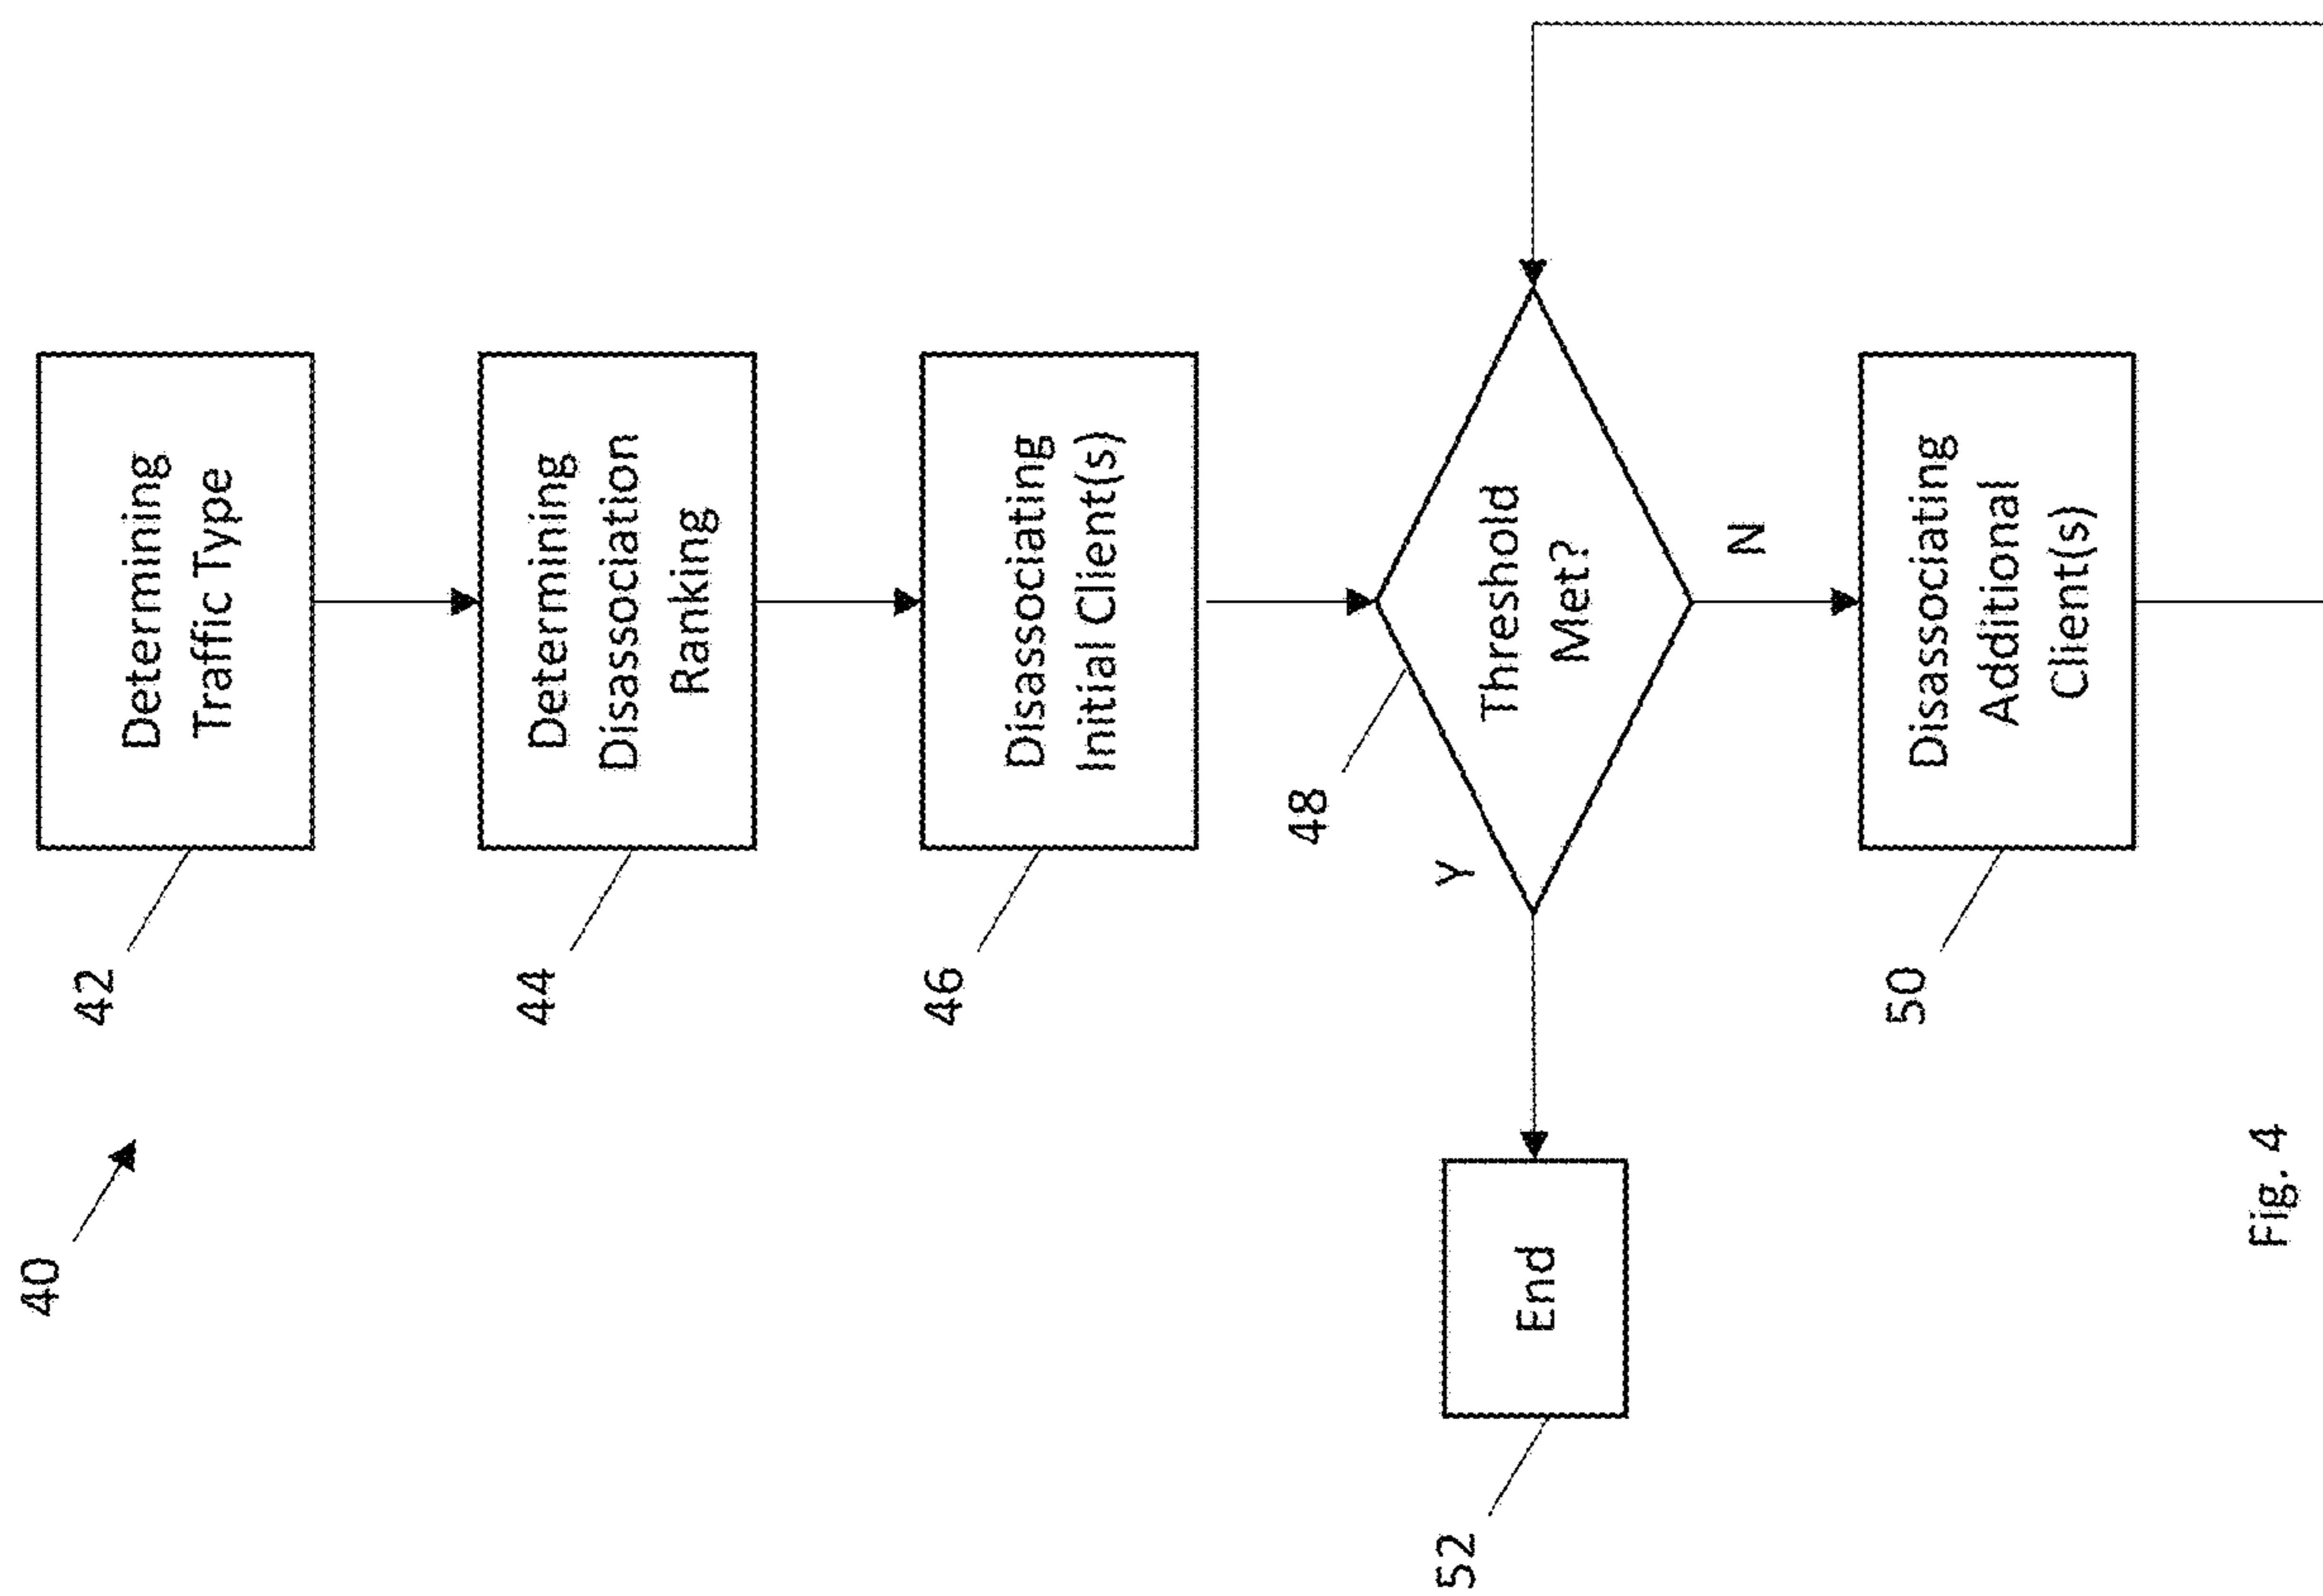 40
42
Determining
Traffic Type
44
Determining
Disassociation
Ranking
46
Disassociating
Initial Client(s)
48
Threshold
Met?
Y
N
52
End
50
Disassociating
Additional
Client(s)
Fig. 4